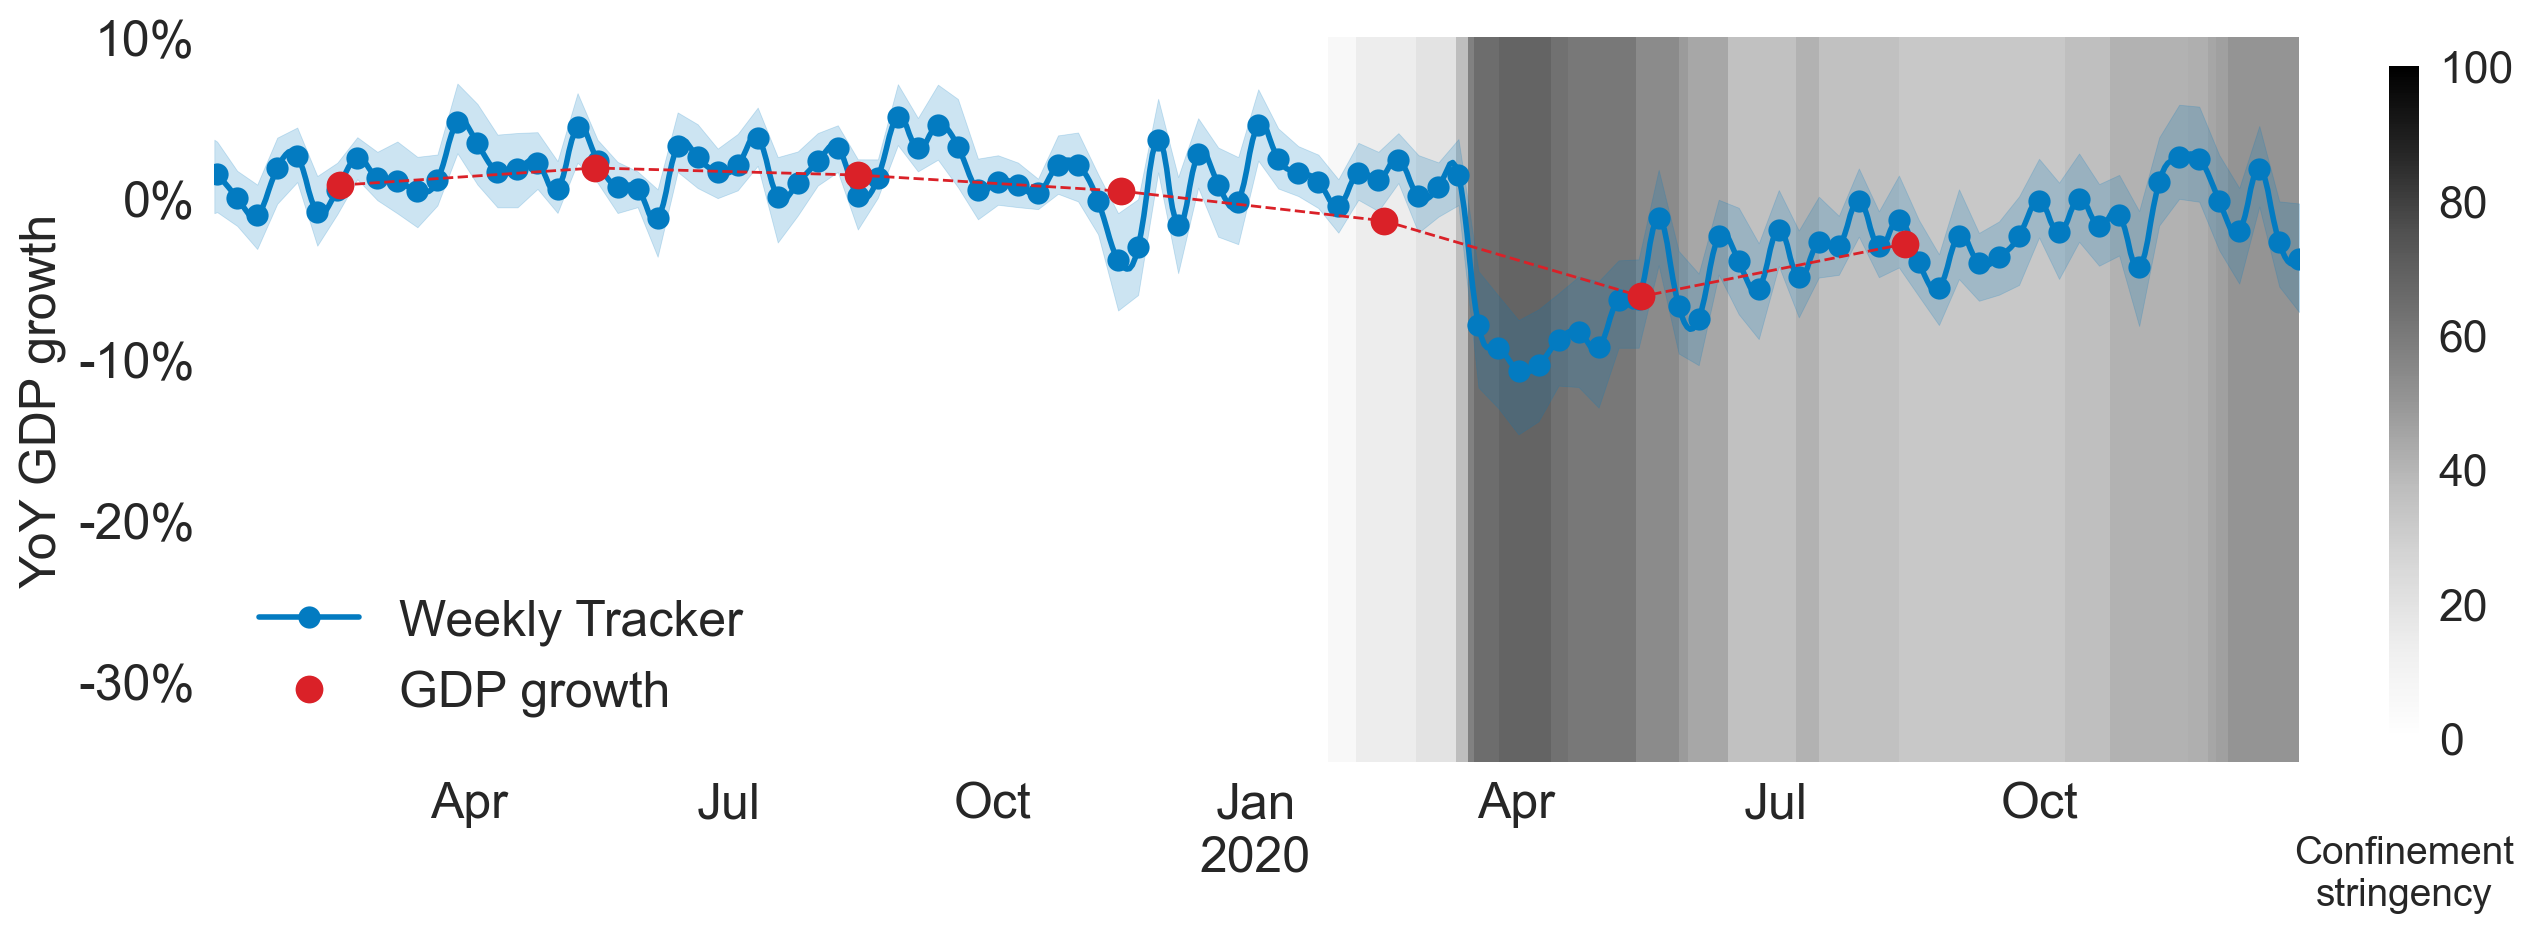 YoY GDP growth
10%
0%
-10%
-20%
-30%
Weekly Tracker
GDP growth
Apr
Jul
Oct
Jan
2020
Apr
Jul
Oct
100
80
60
40
20
0
Confinement
stringency